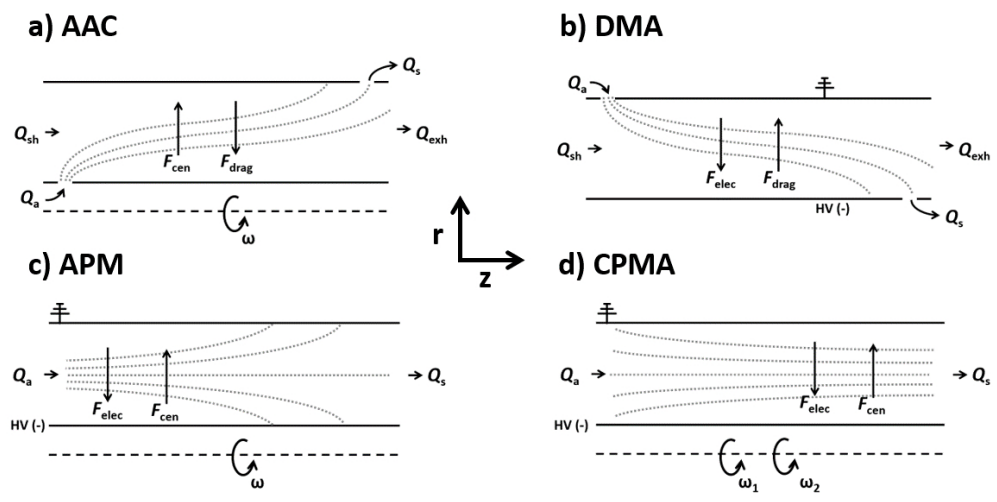 a) AAC
Qs
Qsh
Qexh
Fcen
Fdrag
Qa
ω
b) DMA
Qa
Qsh
Qexh
Felec
Fdrag
HV (-)
Qs
r
z
c) APM
Qa
Qs
Felec
Fcen
HV (-)
ω
d) CPMA
Qa
Qs
Felec
Fcen
HV (-)
ω1
ω2